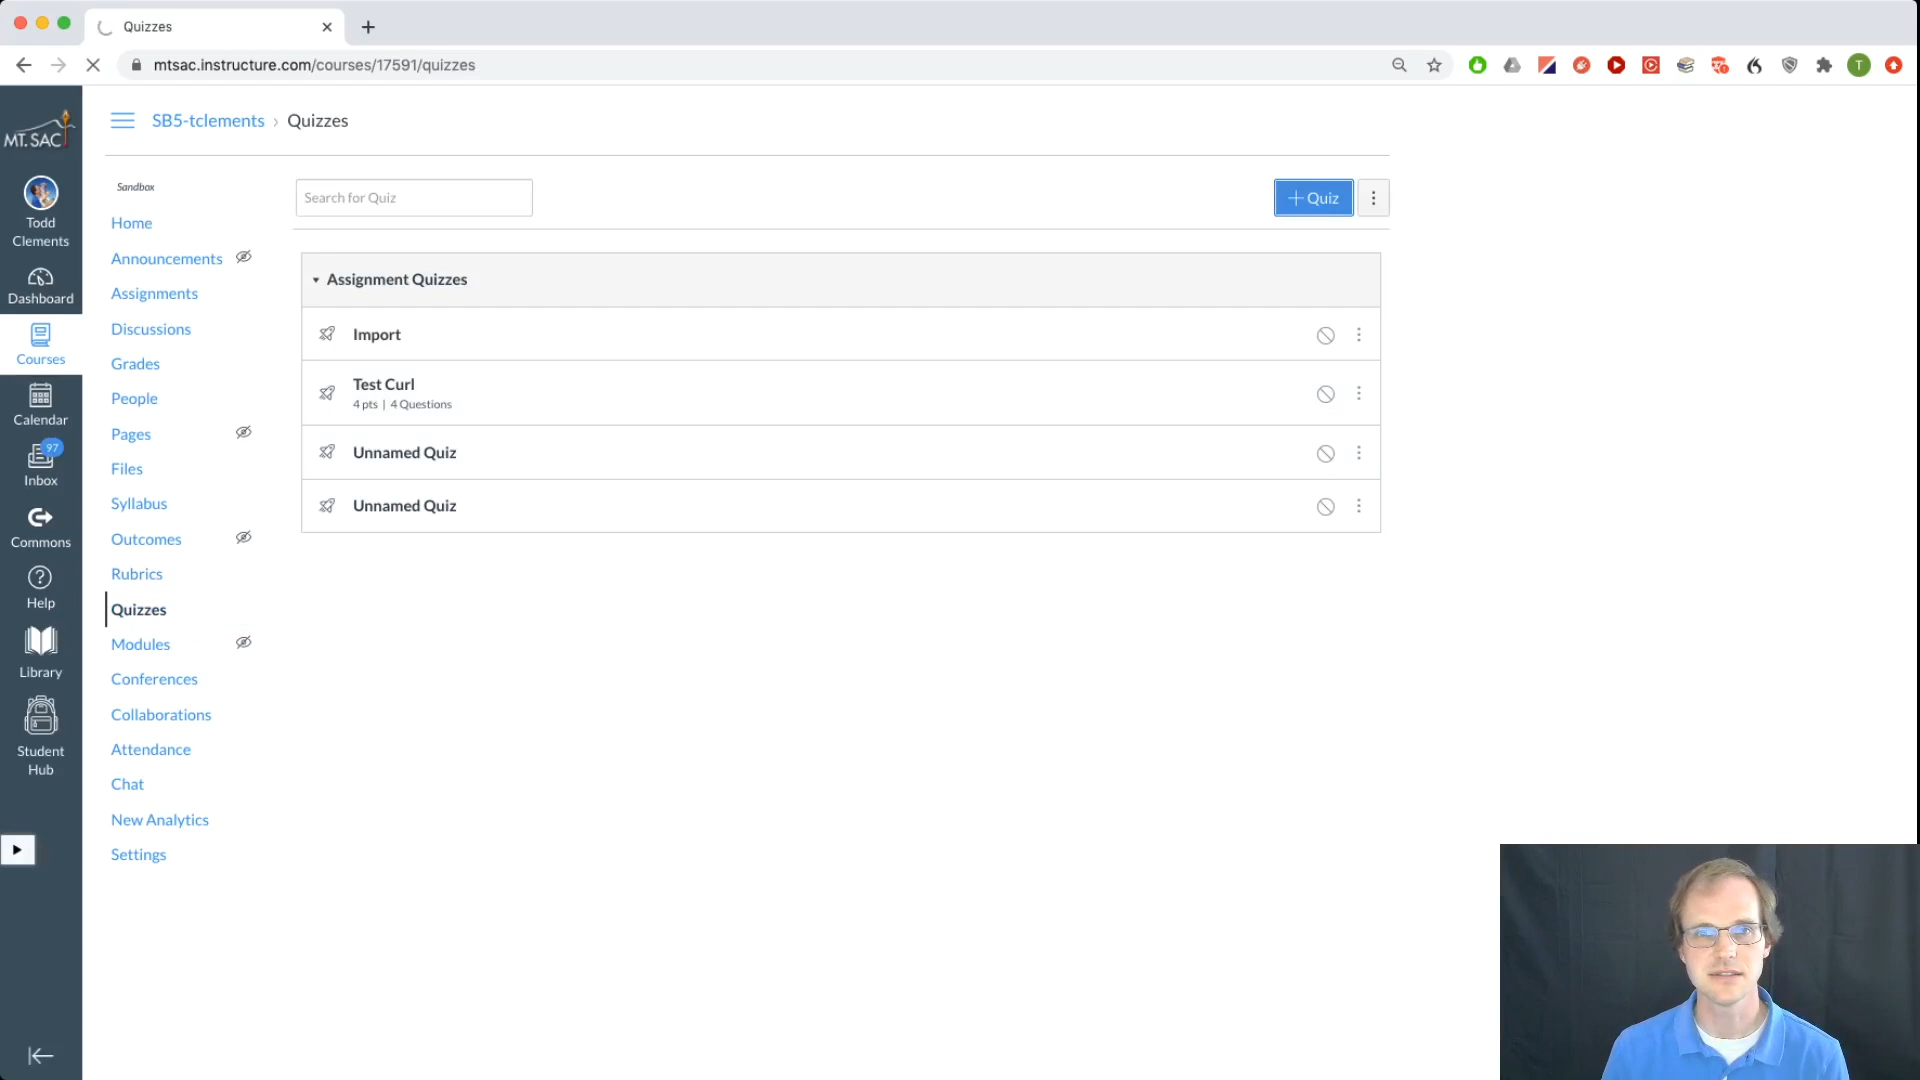 Quizzes
mtsac.instructure.com/courses/17591/quizzes
T
MT. SAC
SB5-tclements › Quizzes
Todd
Clements
Dashboard
Courses
Calendar
97
Inbox
Commons
Help
Library
Student
Hub
Sandbox
Home
Announcements
Assignments
Discussions
Grades
People
Pages
Files
Syllabus
Outcomes
Rubrics
Quizzes
Modules
Conferences
Collaborations
Attendance
Chat
New Analytics
Settings
Search for Quiz
+ Quiz
Assignment Quizzes
Import
Test Curl
4 pts | 4 Questions
Unnamed Quiz
Unnamed Quiz